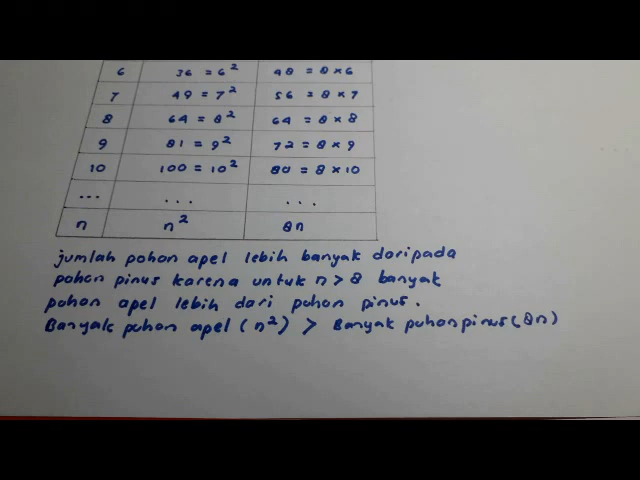 6 36 = 6² 48 = 8 x 6
7 49 = 7² 56 = 8 x 7
8 64 = 8² 64 = 8 x 8
9 81 = 9² 72 = 8 x 9
10 100 = 10² 80 = 8 x 10
... ... ...
n n² 8n
jumlah pohon apel lebih banyak daripada
pohon pinus karena untuk n > 8 banyak
pohon apel lebih dari pohon pinus.
Banyak pohon apel (n²) > Banyak pohon pinus (8n)